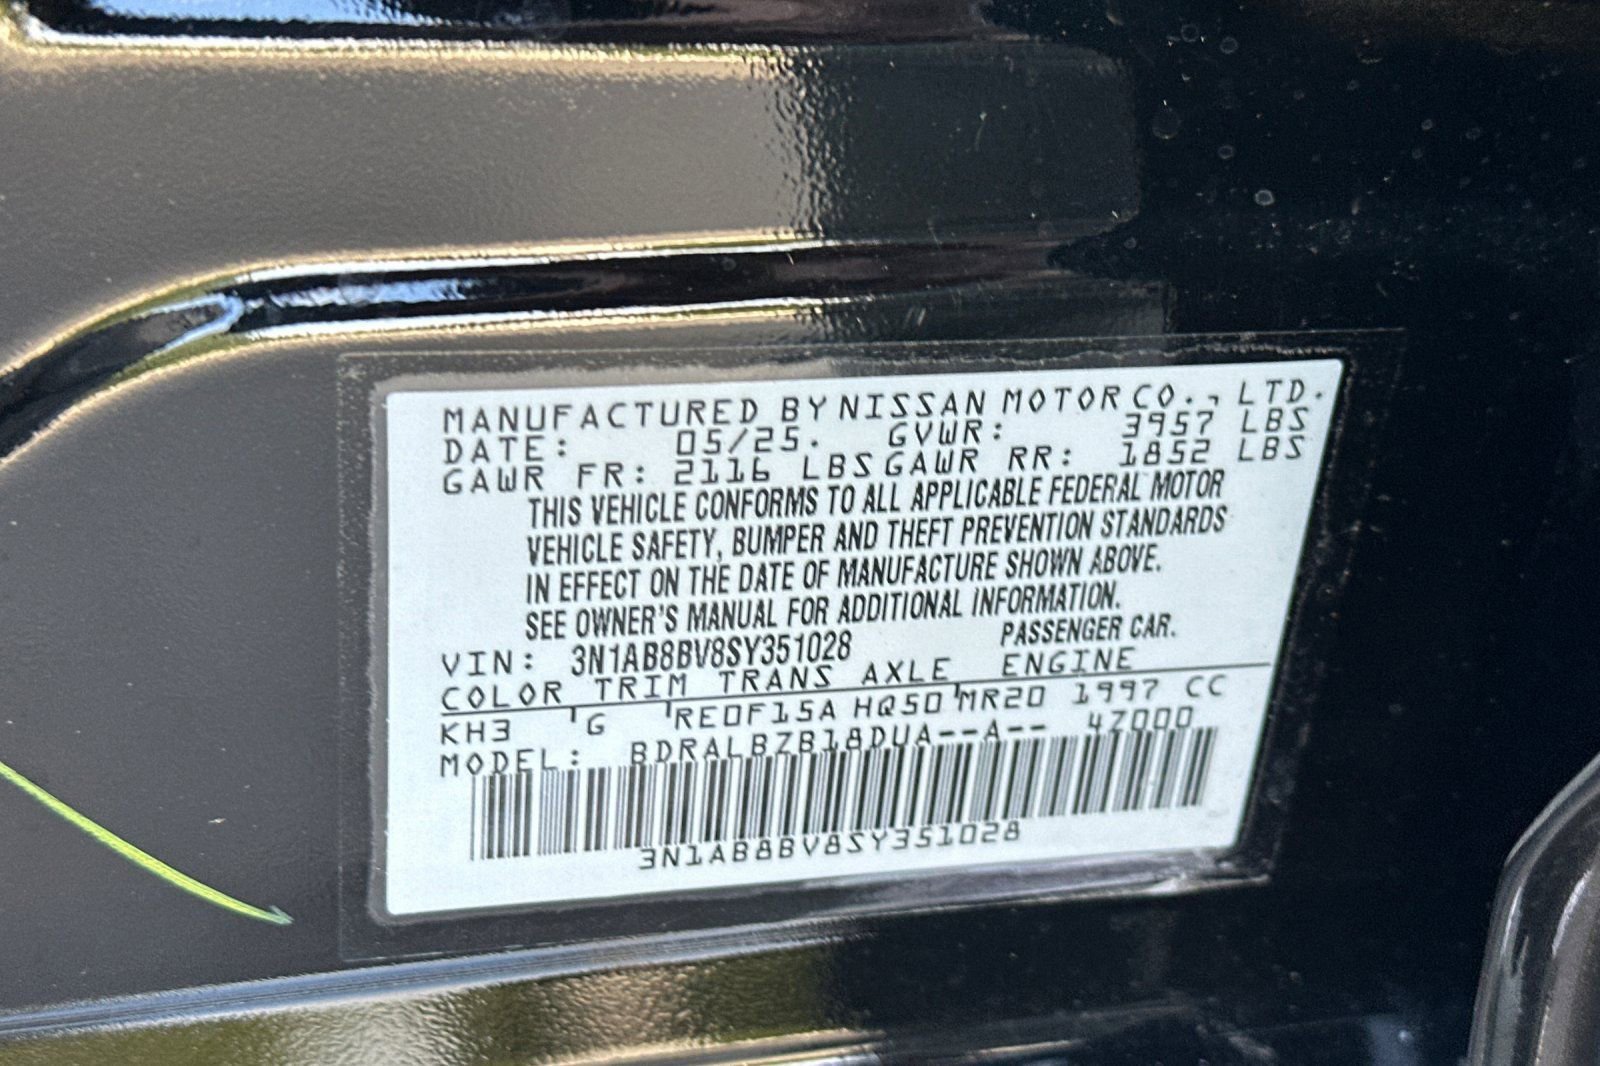 MANUFACTURED BY NISSAN MOTOR CO., LTD.
DATE: 05/25. GVWR: 3957 LBS
GAWR FR: 2116 LBS GAWR RR: 1852 LBS
THIS VEHICLE CONFORMS TO ALL APPLICABLE FEDERAL MOTOR
VEHICLE SAFETY, BUMPER AND THEFT PREVENTION STANDARDS
IN EFFECT ON THE DATE OF MANUFACTURE SHOWN ABOVE.
SEE OWNER'S MANUAL FOR ADDITIONAL INFORMATION.
VIN: 3N1AB8BV8SY351028 PASSENGER CAR.
COLOR TRIM TRANS AXLE ENGINE
KH3 'G 'RE0F15A HQ50 'MR20 1997 CC
MODEL: BDRALBZB18DUA--A-- 4Z000
3N1AB8BV8SY351028